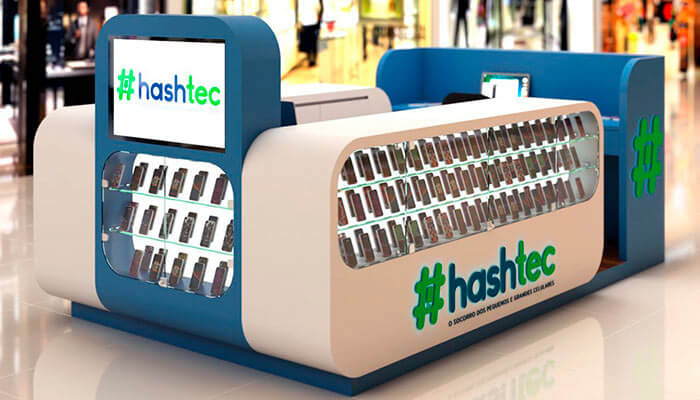 #hashtec
#hashtec
O SOCORRO DOS PEQUENOS E GRANDES CELULARES
#